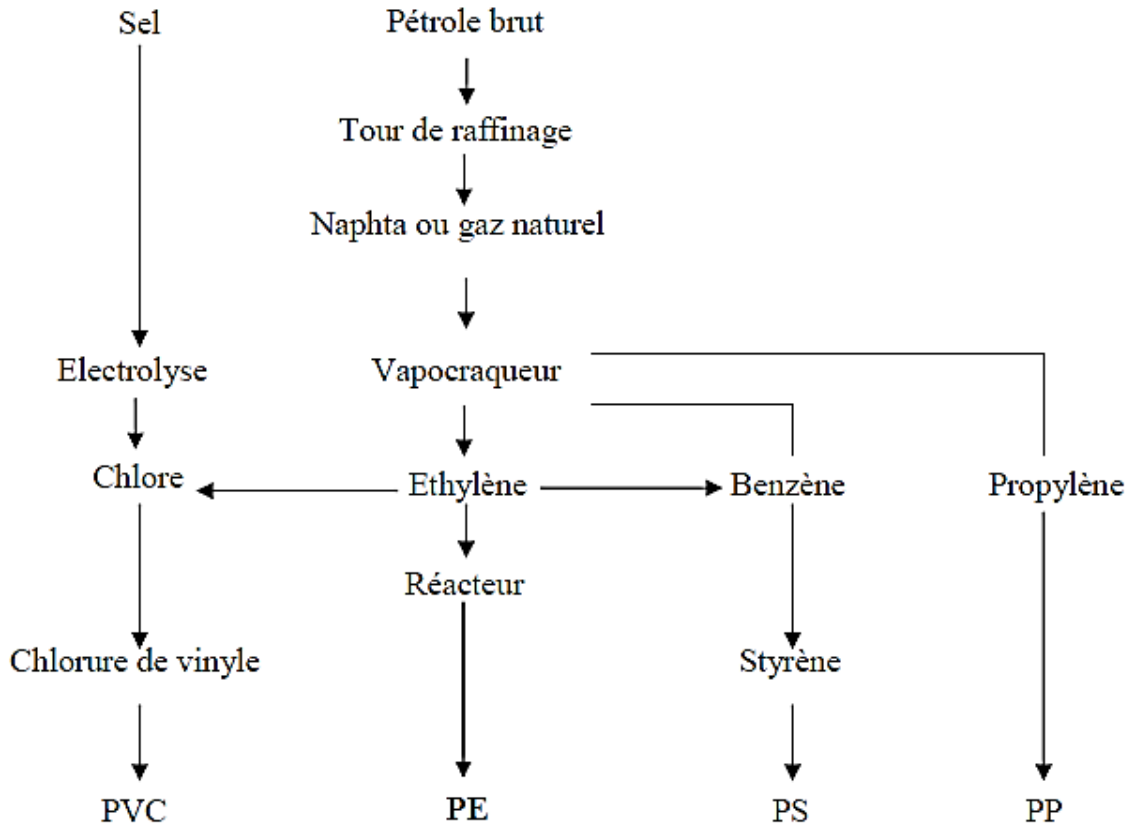 Sel
Pétrole brut
Tour de raffinage
Naphta ou gaz naturel
Electrolyse
Vapocraqueur
Chlore
Ethylène
Benzène
Propylène
Réacteur
Chlorure de vinyle
Styrène
PVC
PE
PS
PP